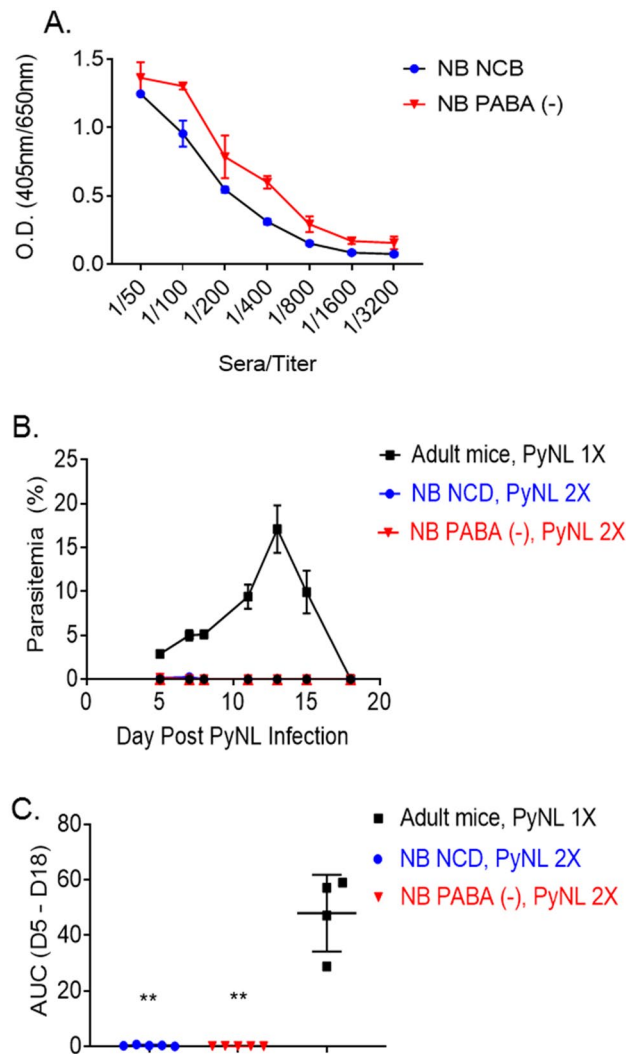 A.
NB NCB
NB PABA (-)
O.D. (405nm/650nm)
1.5
1.0
0.5
0.0
1/50
1/100
1/200
1/400
1/800
1/1600
1/3200
Sera/Titer
B.
Adult mice, PyNL 1X
NB NCD, PyNL 2X
NB PABA (-), PyNL 2X
Parasitemia (%)
25
20
15
10
5
0
0 5 10 15 20
Day Post PyNL Infection
C.
Adult mice, PyNL 1X
NB NCD, PyNL 2X
NB PABA (-), PyNL 2X
AUC (D5 - D18)
80
60
40
20
0
** **